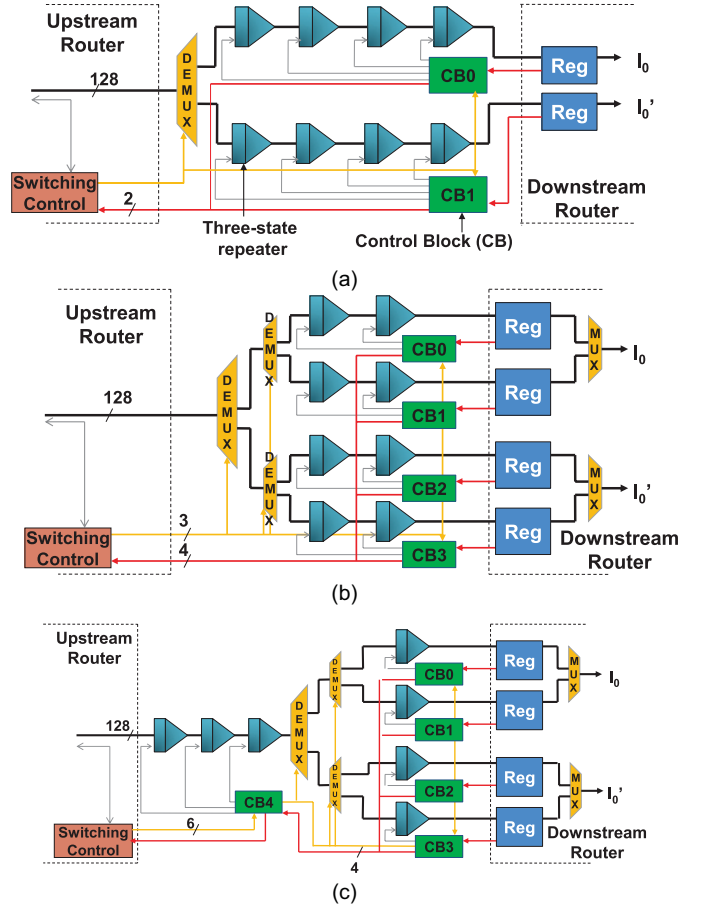 Upstream
Router
128
DEMUX
CB0
Reg
I₀
Reg
I₀'
Switching
Control
2
CB1
Three-state
repeater
Control Block (CB)
Downstream
Router
(a)
Upstream
Router
128
DEMUX
DEMUX
DEMUX
CB0
CB1
CB2
CB3
Reg
Reg
Reg
Reg
MUX
I₀
MUX
I₀'
3
4
Switching
Control
Downstream
Router
(b)
Upstream
Router
128
DEMUX
DEMUX
DEMUX
CB0
CB1
CB2
CB3
CB4
Reg
Reg
Reg
Reg
MUX
I₀
MUX
I₀'
6
4
Switching
Control
Downstream
Router
(c)